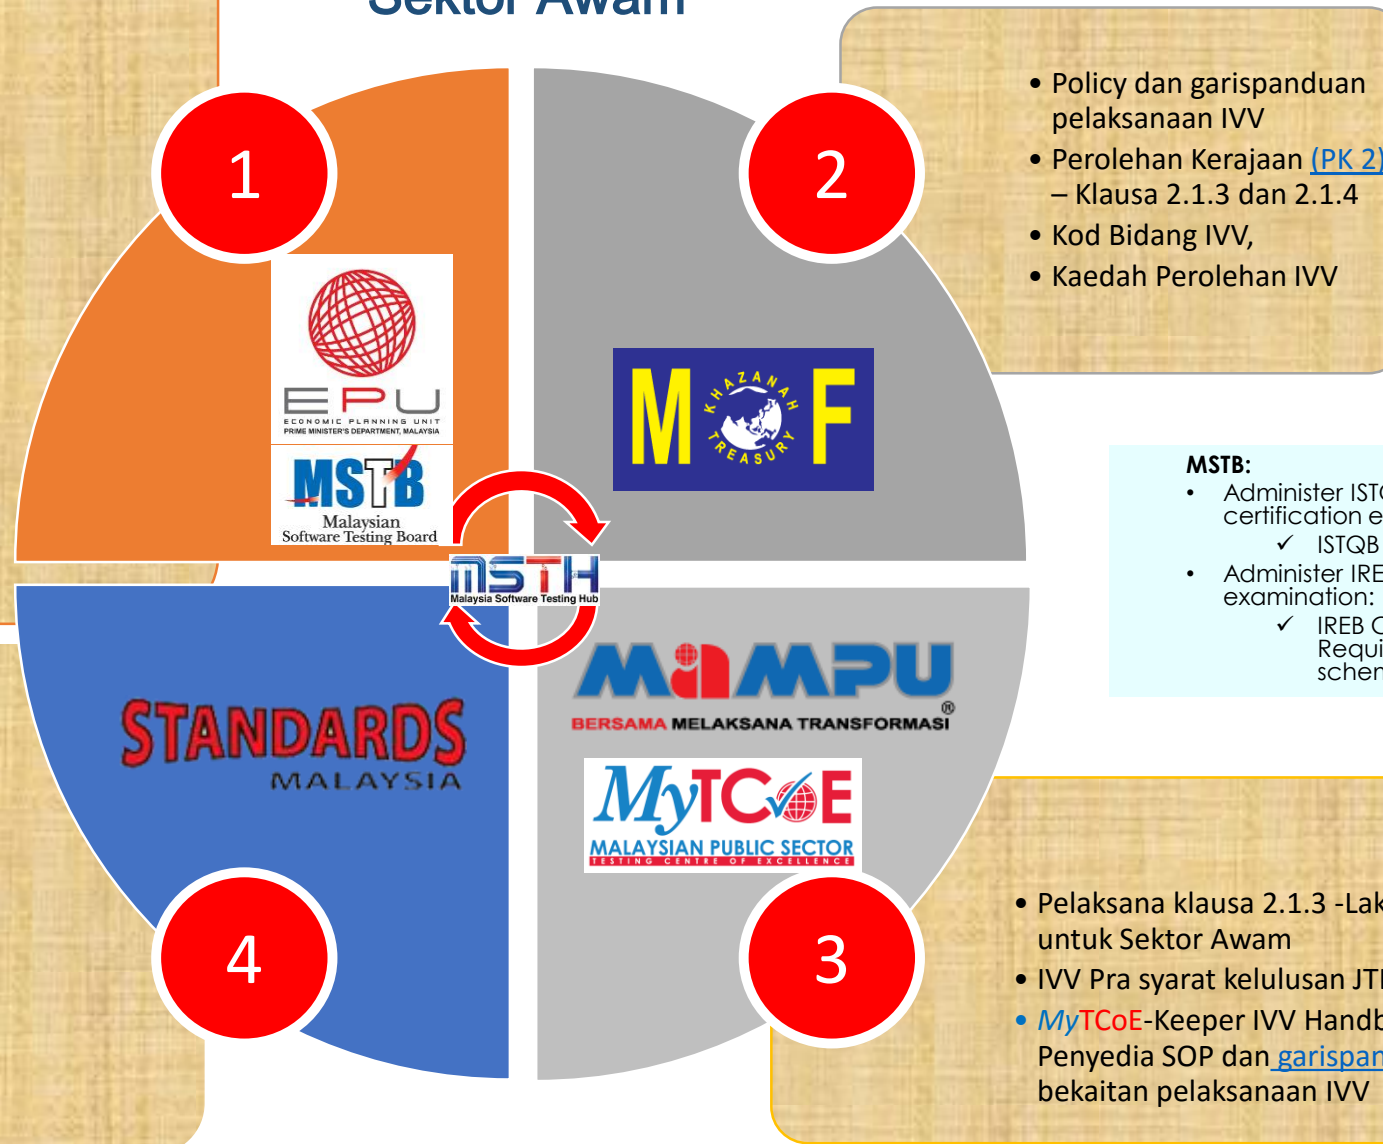 Sektor Awam
1
2
• Policy dan garispanduan
pelaksanaan IVV
• Perolehan Kerajaan (PK 2)
– Klausa 2.1.3 dan 2.1.4
• Kod Bidang IVV,
• Kaedah Perolehan IVV
EPU
ECONOMIC PLANNING UNIT
PRIME MINISTER'S DEPARTMENT, MALAYSIA
MSTB
Malaysian
Software Testing Board
M F
KHAZANAH
TREASURY
MSTH
Malaysia Software Testing Hub
MSTB:
• Administer
certification
✓ ISTQB
• Administer
examination:
✓ IREB
STANDARDS
MALAYSIA
MAMPU
®
BERSAMA MELAKSANA TRANSFORMASI
MyTCoE
MALAYSIAN PUBLIC SECTOR
TESTING CENTRE OF EXCELLENCE
4
3
• Pelaksana klausa 2.1.3 -
untuk Sektor Awam
• IVV Pra syarat kelulusan
• MyTCoE-Keeper IVV
Penyedia SOP dan
bekaitan pelaksanaan IVV